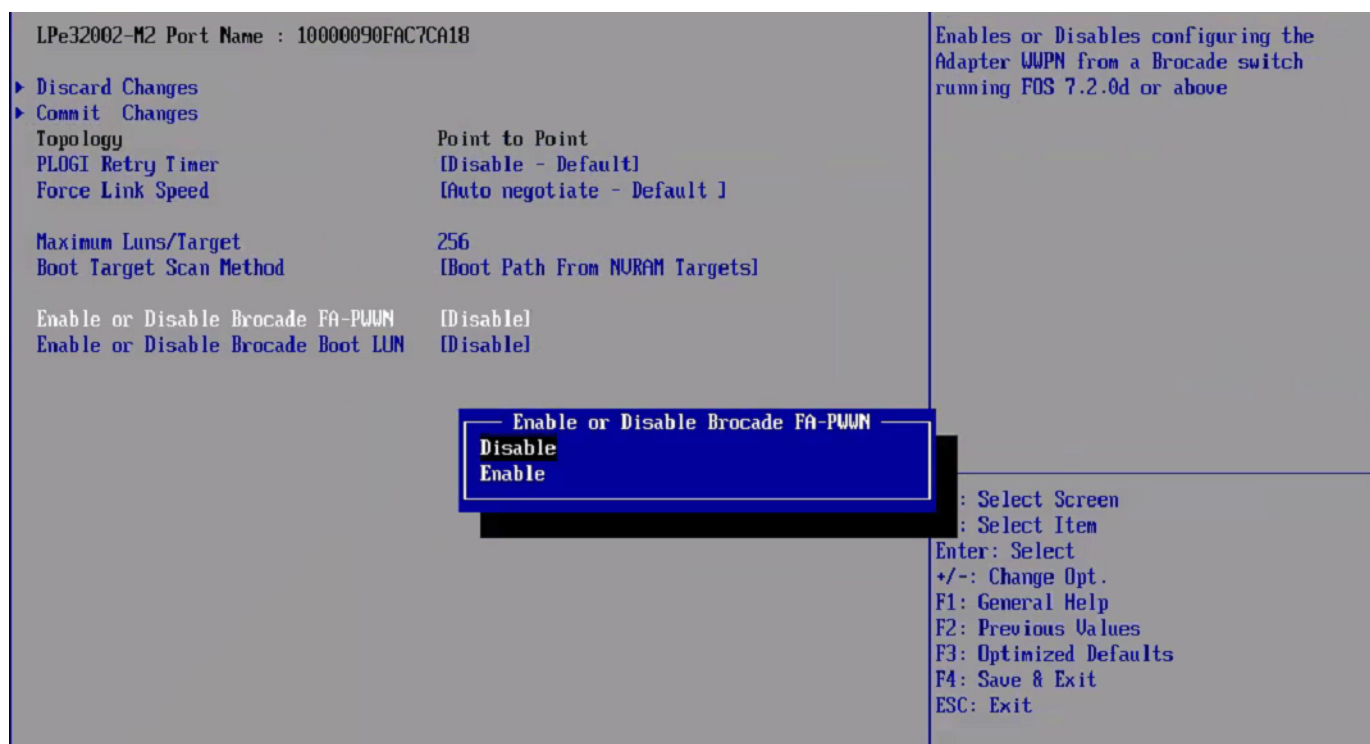 LPe32002-M2 Port Name : 10000090FAC7CA18
Discard Changes
Commit Changes
Topology Point to Point
PLOGI Retry Timer [Disable - Default]
Force Link Speed [Auto negotiate - Default ]
Maximum Luns/Target 256
Boot Target Scan Method [Boot Path From NVRAM Targets]
Enable or Disable Brocade FA-PWWN [Disable]
Enable or Disable Brocade Boot LUN [Disable]
Enable or Disable Brocade FA-PWWN
Disable
Enable
Enables or Disables configuring the
Adapter WWPN from a Brocade switch
running FOS 7.2.0d or above
: Select Screen
: Select Item
Enter: Select
+/-: Change Opt.
F1: General Help
F2: Previous Values
F3: Optimized Defaults
F4: Save & Exit
ESC: Exit